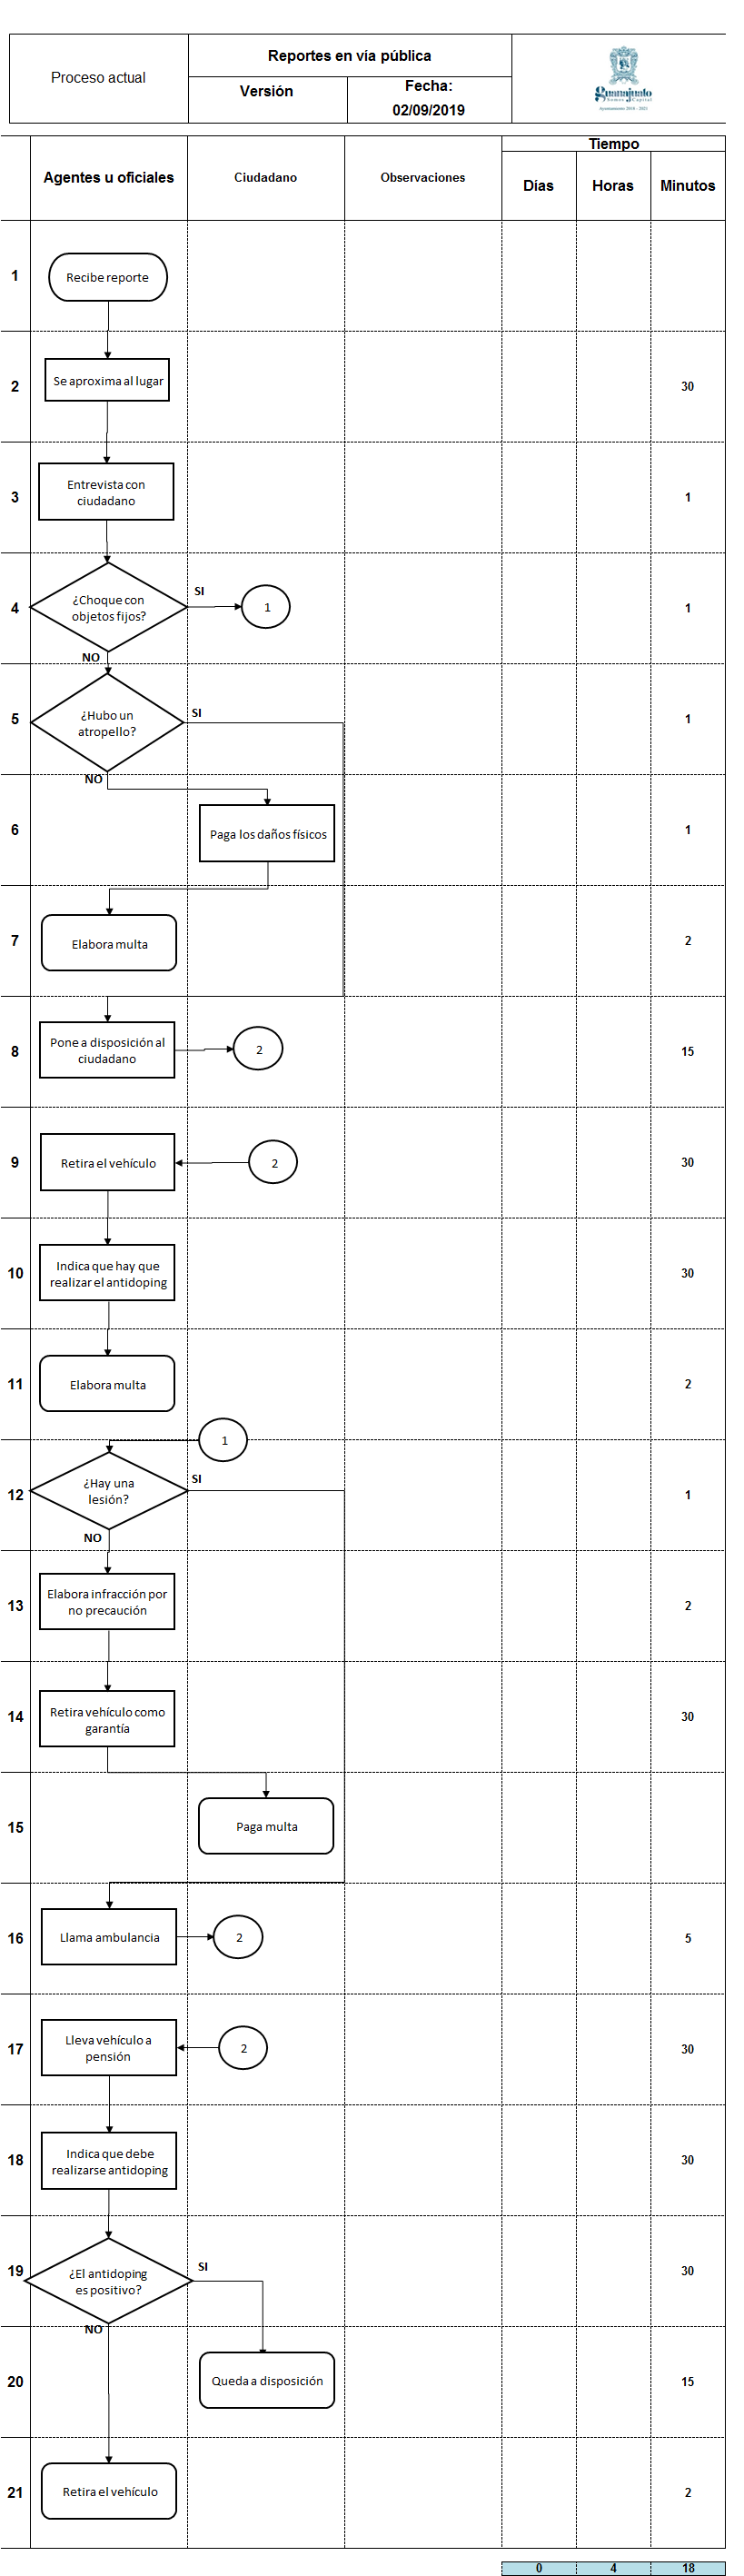 Proceso actual
Reportes en vía pública
Versión
Fecha:
02/09/2019
guanajuato
Somos Capital
Ayuntamiento 2018 - 2021
Agentes u oficiales
Ciudadano
Observaciones
Tiempo
Días
Horas
Minutos
1
Recibe reporte
2
Se aproxima al lugar
30
3
Entrevista con
ciudadano
1
4
¿Choque con
objetos fijos?
SI
1
1
NO
5
¿Hubo un
atropello?
SI
1
NO
6
Paga los daños físicos
1
7
Elabora multa
2
8
Pone a disposición al
ciudadano
2
15
9
Retira el vehículo
2
30
10
Indica que hay que
realizar el antidoping
30
11
Elabora multa
2
1
12
¿Hay una
lesión?
SI
1
NO
13
Elabora infracción por
no precaución
2
14
Retira vehículo como
garantía
30
15
Paga multa
16
Llama ambulancia
2
5
17
Lleva vehículo a
pensión
2
30
18
Indica que debe
realizarse antidoping
30
19
¿El antidoping
es positivo?
SI
30
NO
20
Queda a disposición
15
21
Retira el vehículo
2
0
4
18